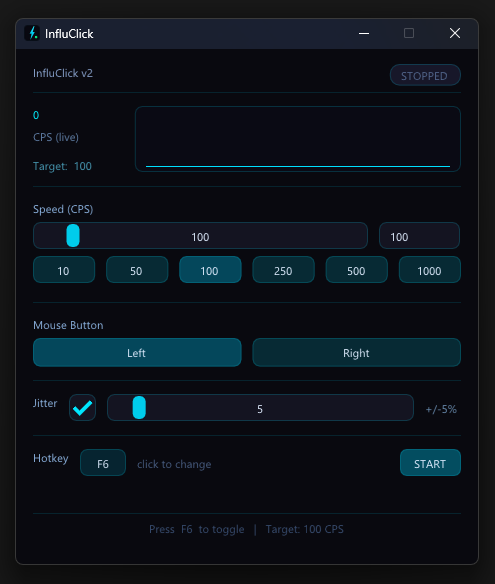 InfluClick
InfluClick v2
STOPPED
0
CPS (live)
Target: 100
Speed (CPS)
100
100
10
50
100
250
500
1000
Mouse Button
Left
Right
Jitter
5
+/-5%
Hotkey
F6
click to change
START
Press F6 to toggle | Target: 100 CPS